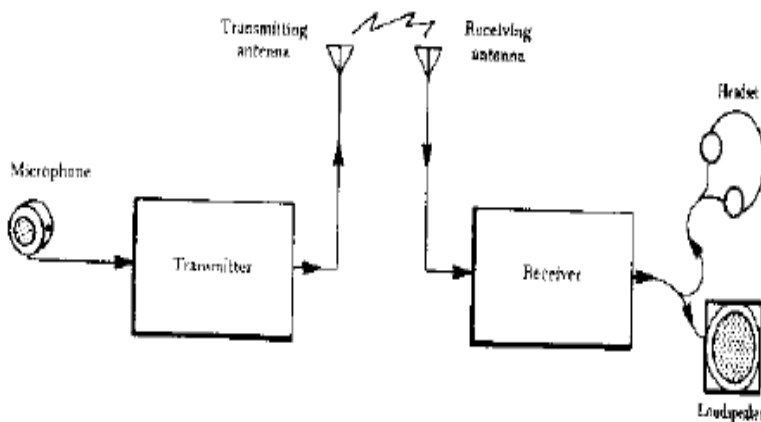 Transmitting
antenna
Receiving
antenna
Headset
Microphone
Transmitter
Receiver
Loudspeaker